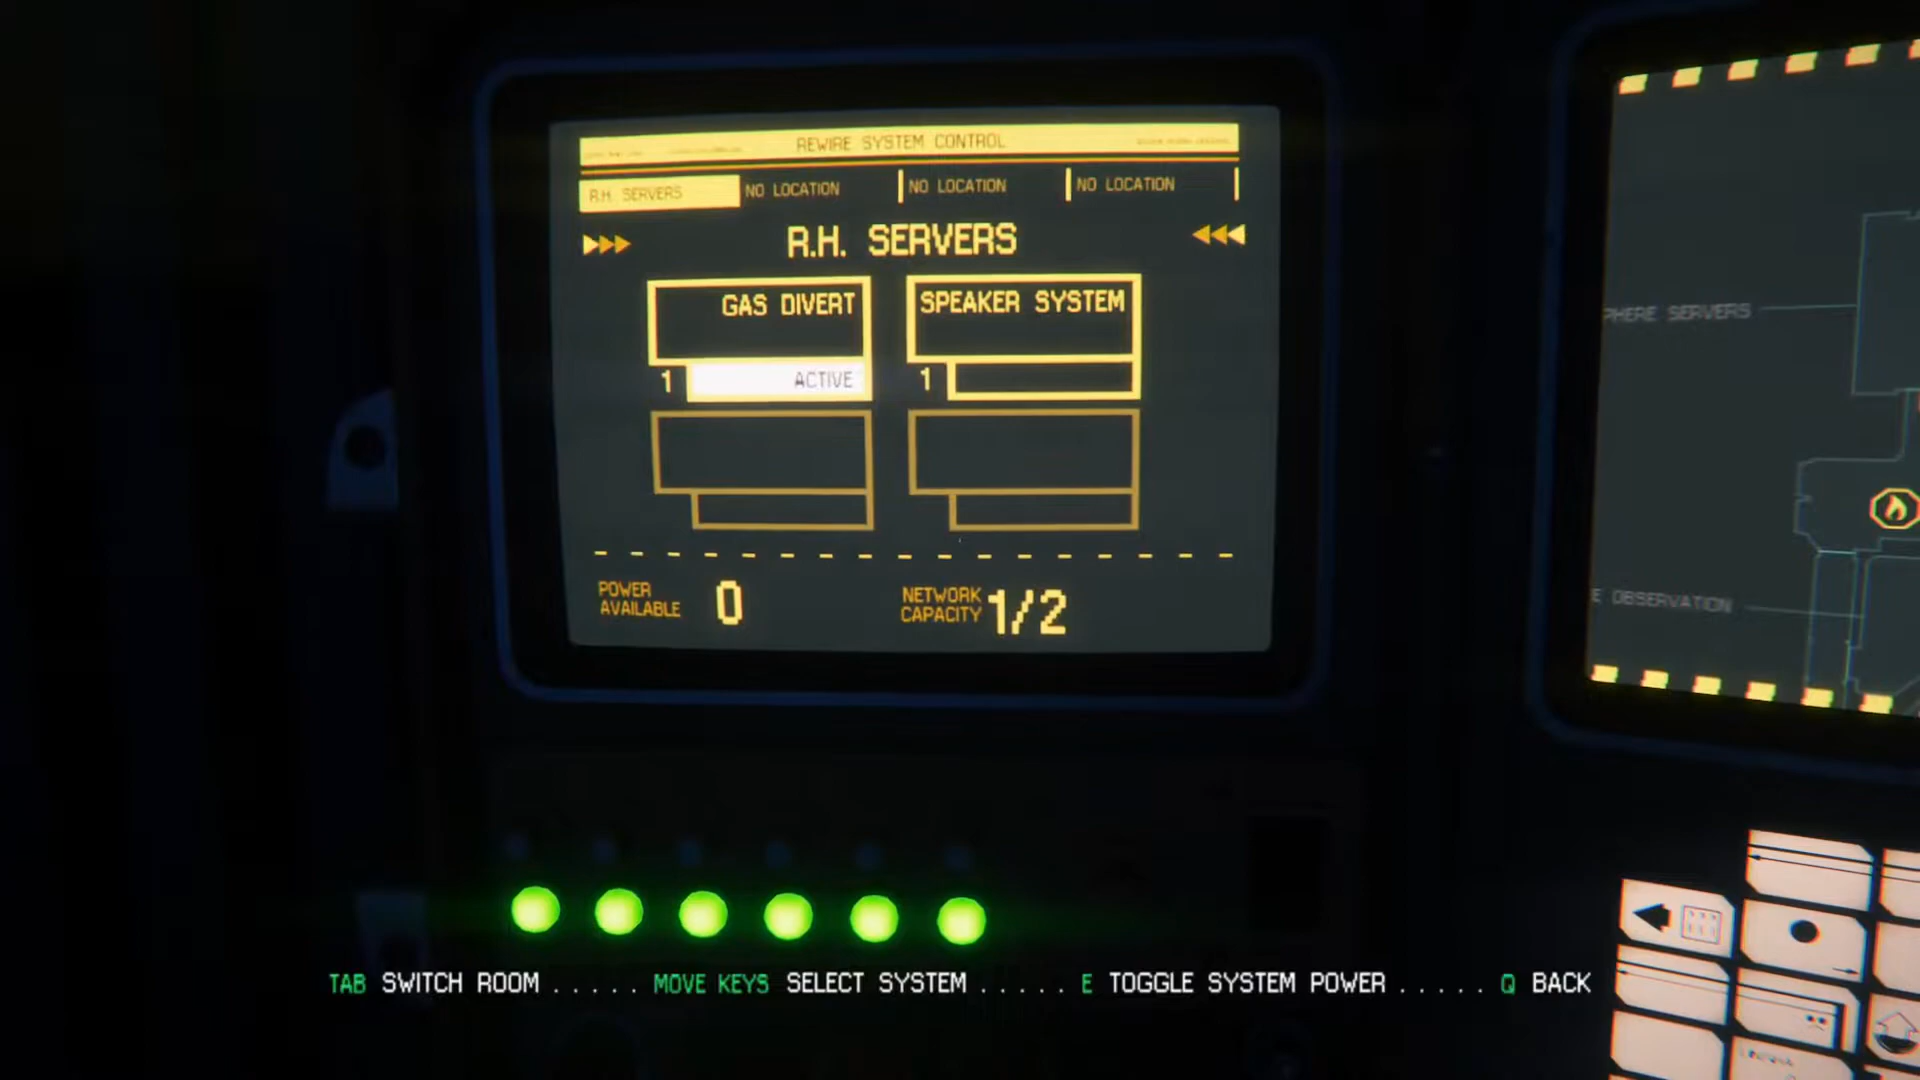 REWIRE SYSTEM CONTROL
R.H. SERVERS
NO LOCATION
NO LOCATION
NO LOCATION
R.H. SERVERS
GAS DIVERT
1 ACTIVE
SPEAKER SYSTEM
1
POWER AVAILABLE 0
NETWORK CAPACITY 1/2
PHERE SERVERS
E OBSERVATION
TAB SWITCH ROOM ..... MOVE KEYS SELECT SYSTEM ..... E TOGGLE SYSTEM POWER ..... Q BACK